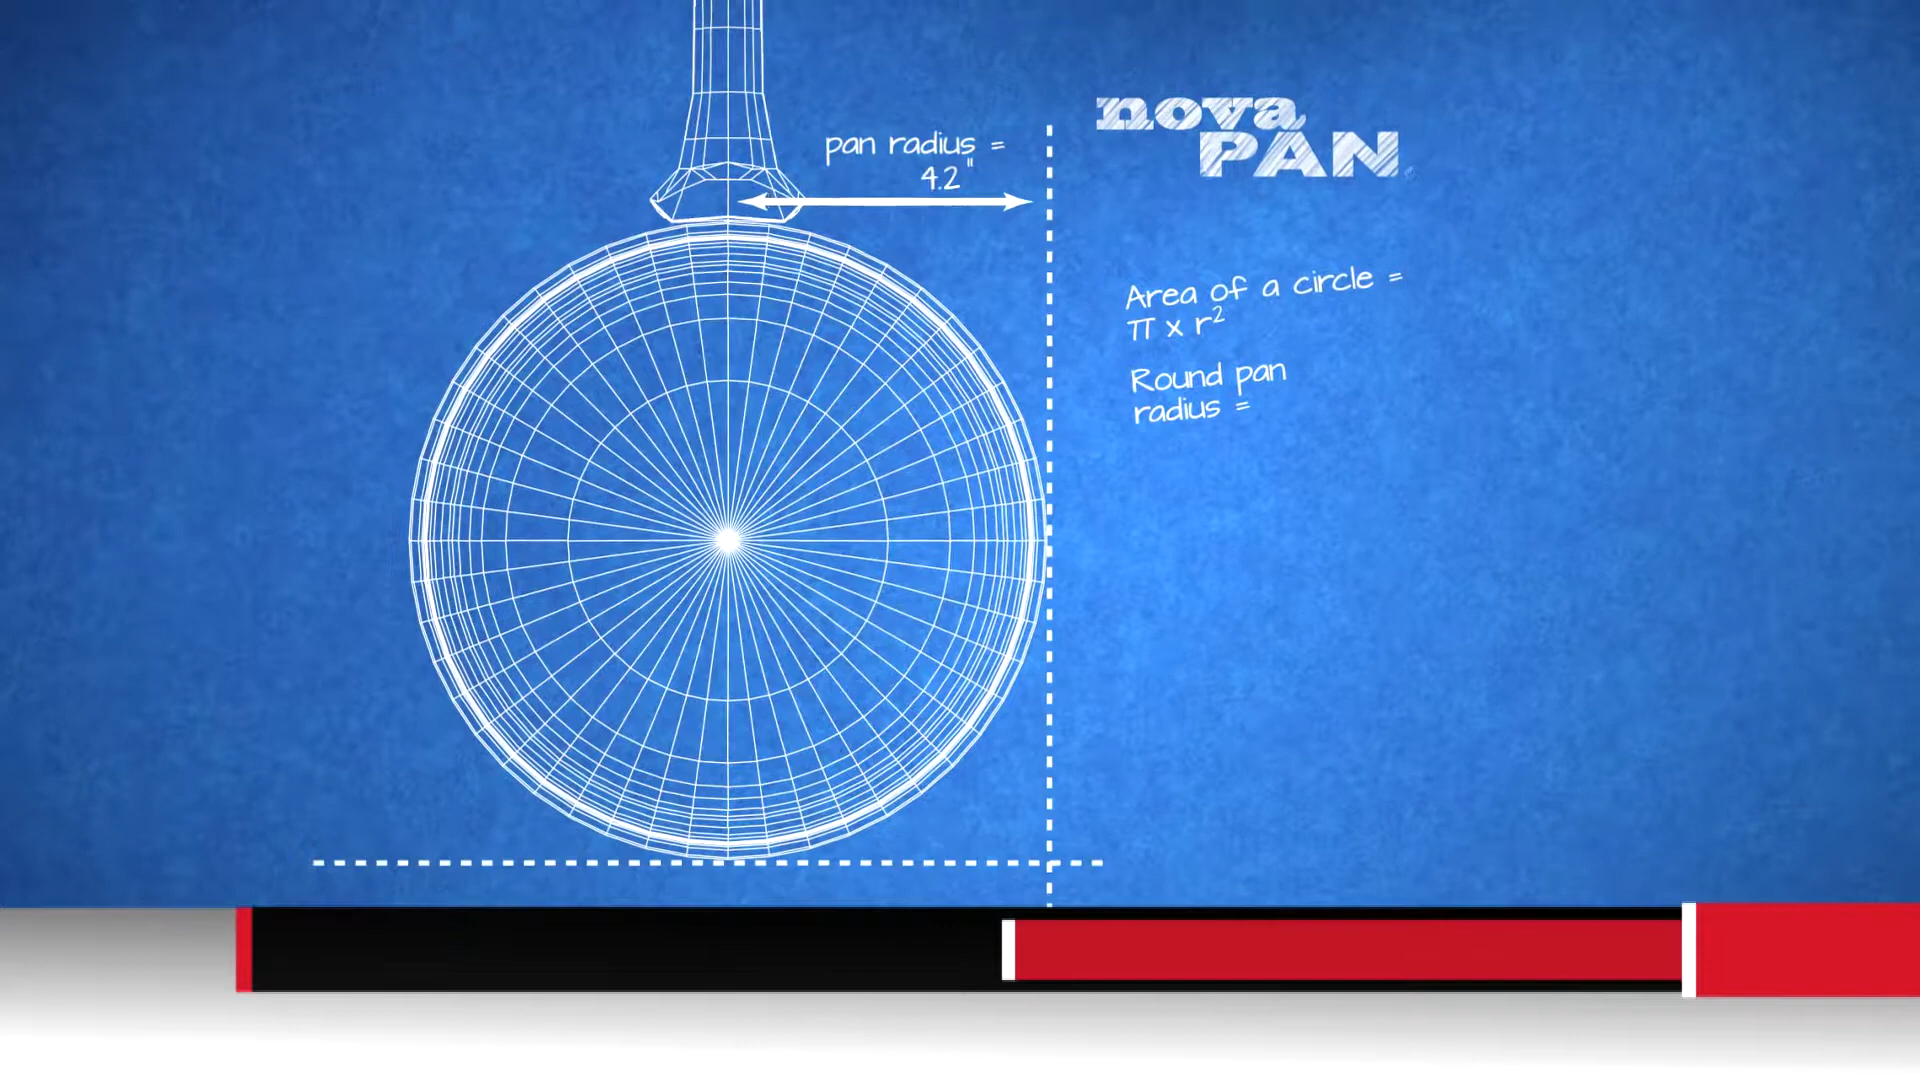 pan radius =
4.2"
nova
PAN
Area of a circle =
π x r²
Round pan
radius =